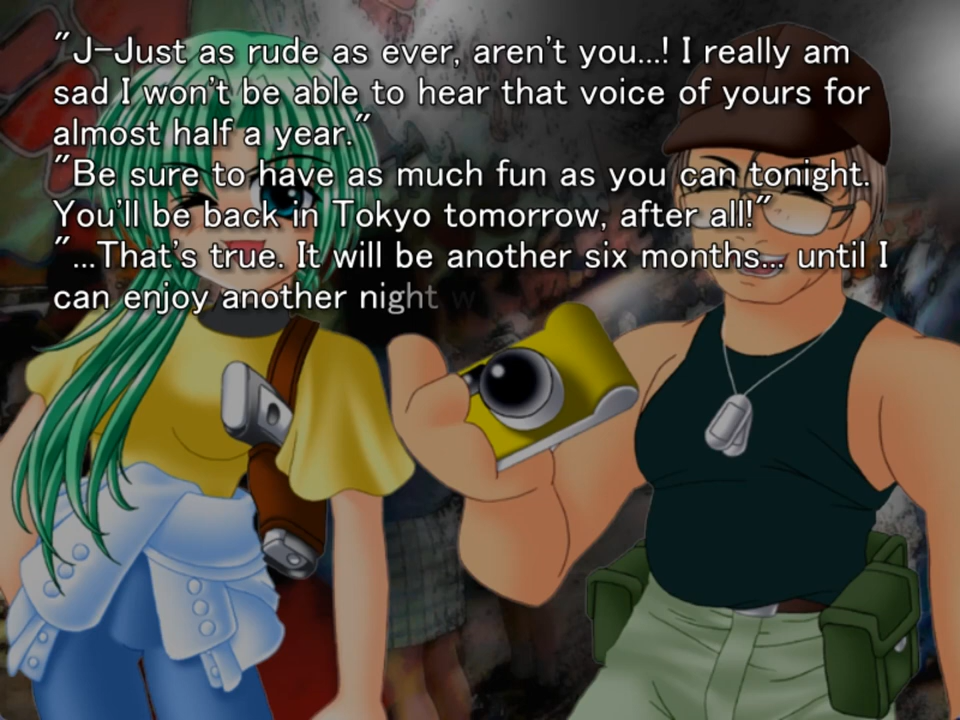 "J-Just as rude as ever, aren't you...! I really am
sad I won't be able to hear that voice of yours for
almost half a year."
"Be sure to have as much fun as you can tonight.
You'll be back in Tokyo tomorrow, after all!"
"...That's true. It will be another six months... until I
can enjoy another night w